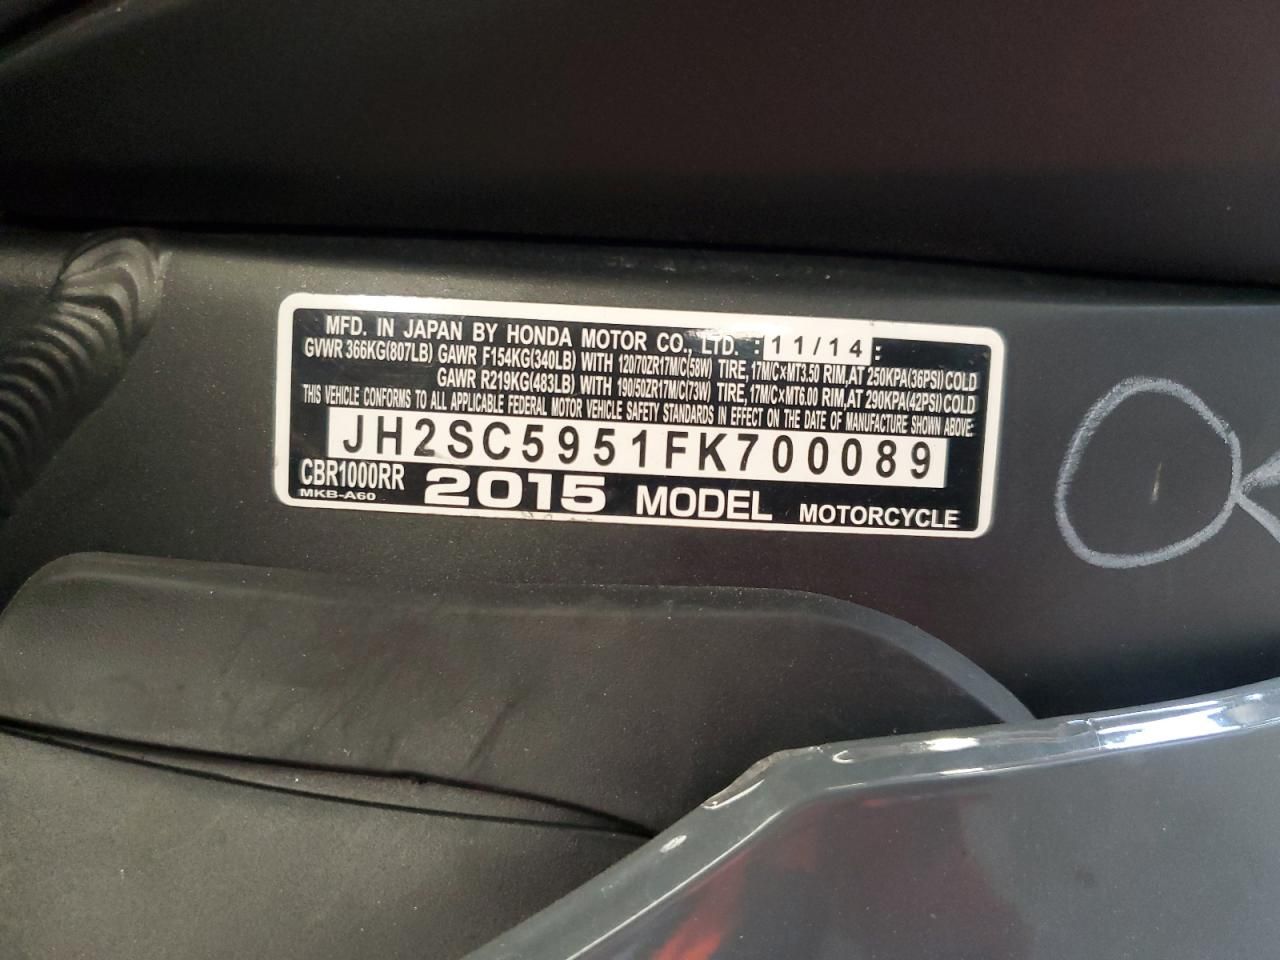 MFD. IN JAPAN BY HONDA MOTOR CO., LTD. : 11/14 :
GVWR 366KG(807LB) GAWR F154KG(340LB) WITH 120/70ZR17M/C(58W) TIRE, 17M/C×MT3.50 RIM, AT 250KPA(36PSI)COLD
GAWR R219KG(483LB) WITH 190/50ZR17M/C(73W) TIRE, 17M/C×MT6.00 RIM, AT 290KPA(42PSI)COLD
THIS VEHICLE CONFORMS TO ALL APPLICABLE FEDERAL MOTOR VEHICLE SAFETY STANDARDS IN EFFECT ON THE DATE OF MANUFACTURE SHOWN ABOVE.
JH2SC5951FK700089
CBR1000RR 2015 MODEL MOTORCYCLE
MKB-A60